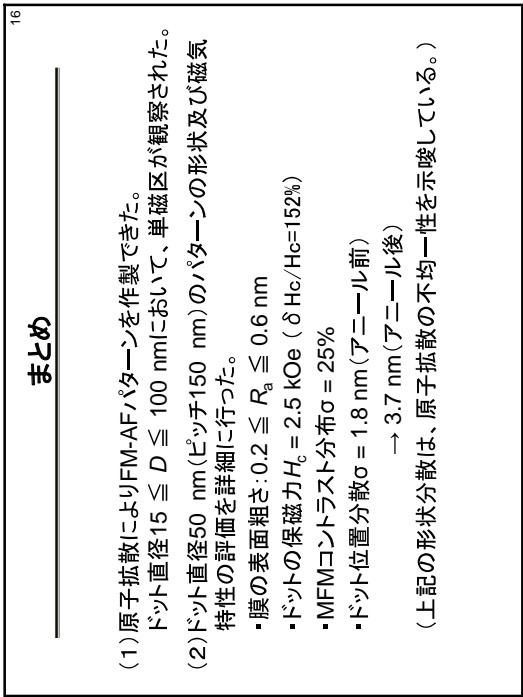 まとめ
(1)原子拡散によりFM-AFパターンを作製できた。
ドット直径15 ≦ D ≦ 100 nmにおいて、単磁区が観察された。
(2)ドット直径50 nm(ピッチ150 nm)のパターンの形状及び磁気
特性の評価を詳細に行った。
・膜の表面粗さ:0.2 ≦ Ra ≦ 0.6 nm
・ドットの保磁力Hc = 2.5 kOe (δHc/Hc=152%)
・MFMコントラスト分布σ = 25%
・ドット位置分散σ = 1.8 nm(アニール前)
→ 3.7 nm(アニール後)
(上記の形状分散は、原子拡散の不均一性を示唆している。)
16